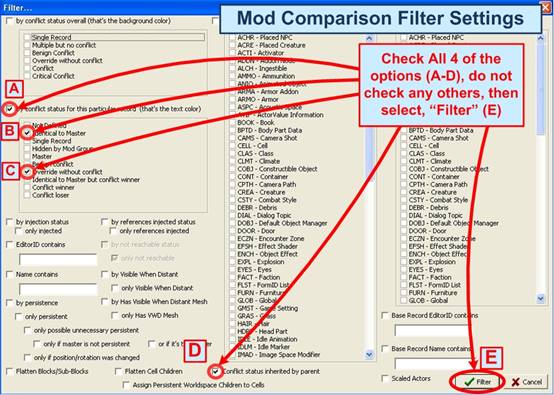 Filter...
Mod Comparison Filter Settings
by conflict status overall (that's the background color)
Single Record
Multiple but no conflict
Benign Conflict
Override without conflict
Conflict
Critical Conflict
A
by conflict status for this particular record (that's the text color)
B
Not Defined
Identical to Master
Single Record
Hidden by Mod Group
Master
C
Conflict
Override without conflict
Identical to Master but conflict winner
Conflict winner
Conflict loser
by injection status
only injected
by references injected status
only references injected
EditorID contains
by not reachable status
only not reachable
Name contains
by Visible When Distant
only Visible When Distant
by persistence
by Has Visible When Distant Mesh
only persistent
only Has VWD Mesh
only possible unnecessary persistent
only if master is not persistent
or if it's
only if position/rotation was changed
Flatten Blocks/Sub-Blocks
Flatten Cell Children
Assign Persistent Worldspace Children to Cells
D
Conflict status inherited by parent
ACHR - Placed NPC
ACRE - Placed Creature
ACTI - Activator
ADDN - Addon Node
ALCH - Ingestible
AMMO - Ammunition
ANIO - Animated Object
ARMA - Armor Addon
ARMO - Armor
ASPC - Acoustic Space
AVIF - ActorValue Information
BOOK - Book
BPTD - Body Part Data
CAMS - Camera Shot
CELL - Cell
CLAS - Class
CLMT - Climate
COBJ - Constructible Object
CONT - Container
CPTH - Camera Path
CREA - Creature
CSTY - Combat Style
DEBR - Debris
DIAL - Dialog Topic
DOBJ - Default Object Manager
DOOR - Door
ECZN - Encounter Zone
EFSH - Effect Shader
ENCH - Object Effect
EXPL - Explosion
EYES - Eyes
FACT - Faction
FLST - FormID List
FURN - Furniture
GLOB - Global
GMST - Game Setting
GRAS - Grass
HAIR - Hair
HDPT - Head Part
IDLE - Idle Animation
IDLM - Idle Marker
IMAD - Image Space Modifier
ACHR - Placed NPC
Check All 4 of the
options (A-D), do not
check any others, then
select, “Filter” (E)
BPTD - Body Part Data
CAMS - Camera Shot
CELL - Cell
CLAS - Class
CLMT - Climate
COBJ - Constructible Object
CONT - Container
CPTH - Camera Path
CREA - Creature
CSTY - Combat Style
DEBR - Debris
DIAL - Dialog Topic
DOBJ - Default Object Manager
DOOR - Door
ECZN - Encounter Zone
EFSH - Effect Shader
ENCH - Object Effect
EXPL - Explosion
EYES - Eyes
FACT - Faction
FLST - FormID List
FURN - Furniture
GLOB - Global
Base Record EditorID contains
Base Record Name contains
E
Scaled Actors
Filter
Cancel